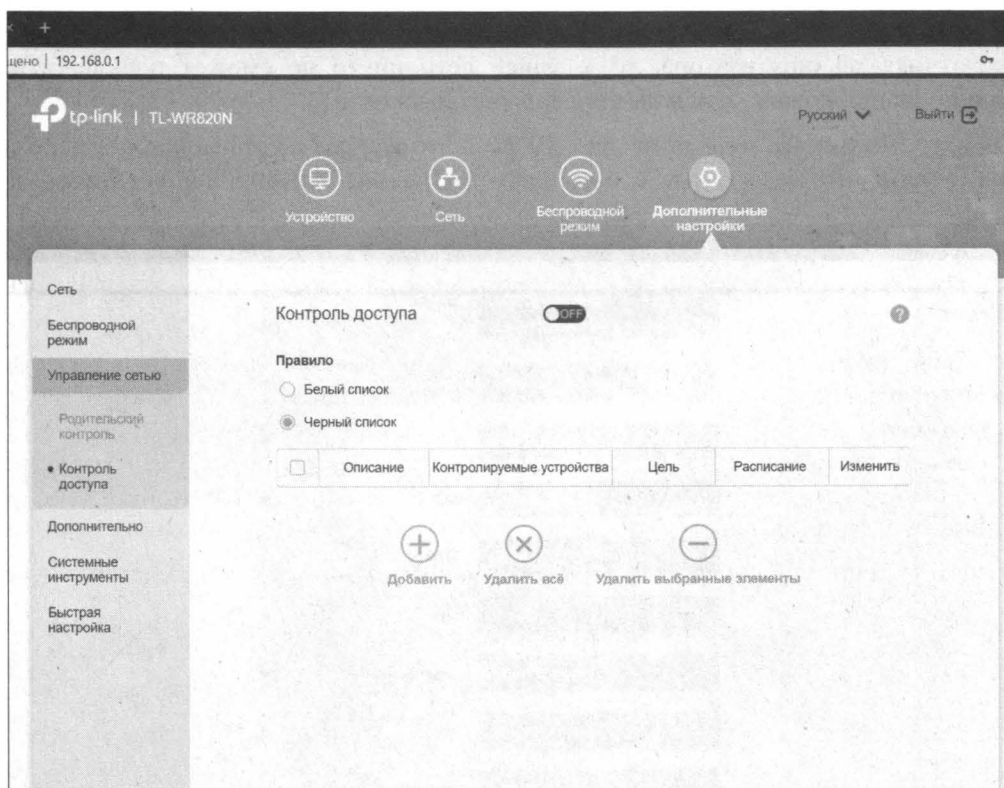 +
щено | 192.168.0.1
tp-link | TL-WR820N
Русский
Выйти
Устройство
Сеть
Беспроводной
режим
Дополнительные
настройки
Сеть
Беспроводной
режим
Управление сетью
Родительский
контроль
• Контроль
доступа
Дополнительно
Системные
инструменты
Быстрая
настройка
Контроль доступа
OFF
?
Правило
Белый список
Черный список
Описание
Контролируемые устройства
Цель
Расписание
Изменить
Добавить
Удалить всё
Удалить выбранные элементы